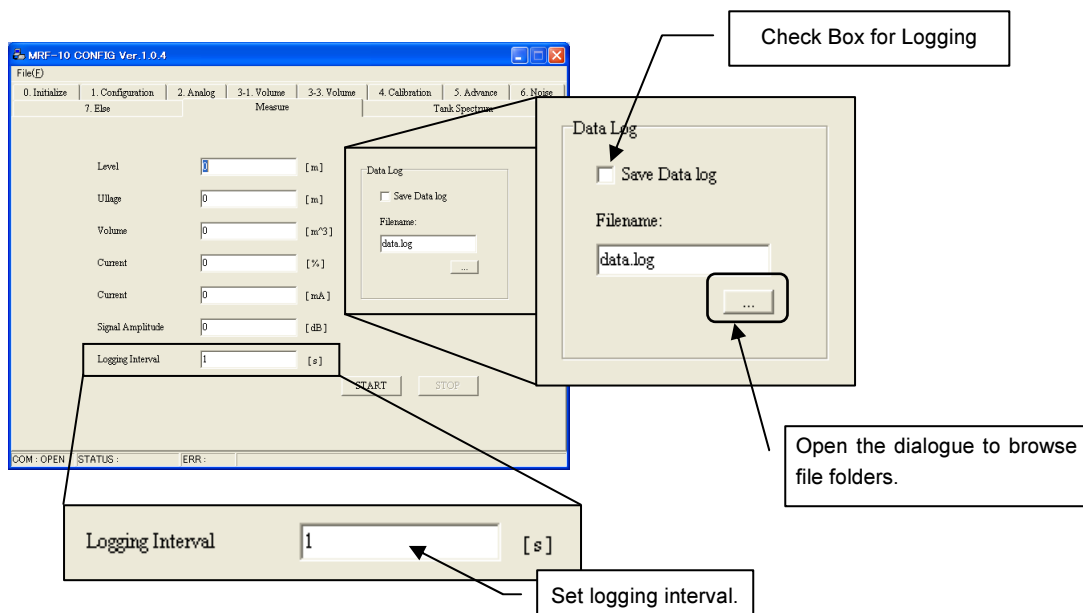 Check Box for Logging
MRF-10 CONFIG Ver.1.0.4
File(F)
0. Initialize 1. Configuration 2. Analog 3-1. Volume 3-3. Volume 4. Calibration 5. Advance 6. Noise
7. Else Measure Tank Spectrum
Level 0 [m]
Ullage 0 [m]
Volume 0 [m^3]
Current 0 [%]
Current 0 [mA]
Signal Amplitude 0 [dB]
Logging Interval 1 [s]
Data Log
Save Data log
Filename:
data.log
...
START STOP
COM : OPEN STATUS : ERR :
Data Log
Save Data log
Filename:
data.log
...
Open the dialogue to browse
file folders.
Logging Interval 1 [s]
Set logging interval.